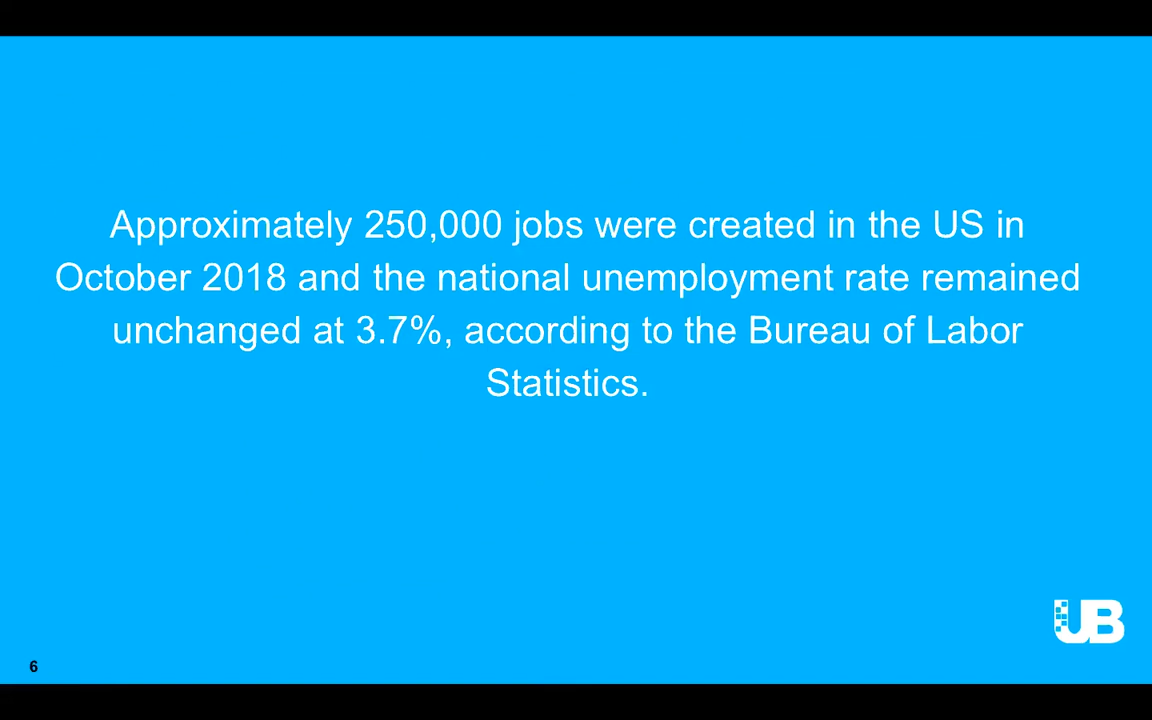 Approximately 250,000 jobs were created in the US in
October 2018 and the national unemployment rate remained
unchanged at 3.7%, according to the Bureau of Labor
Statistics.
UB
6